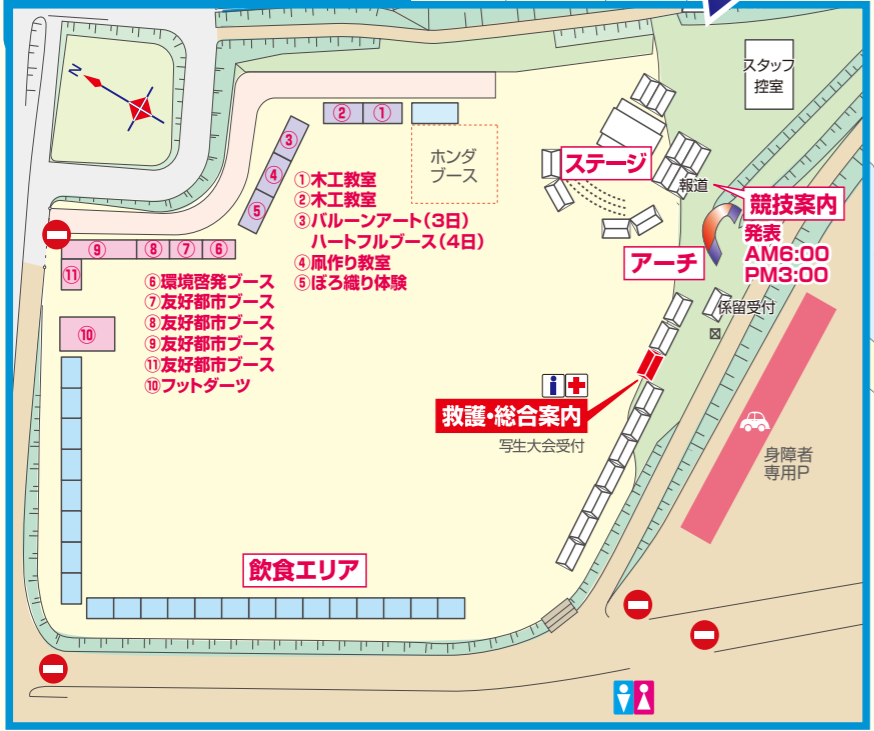 N
スタッフ
控室
②
①
③
④
⑤
ホンダ
ブース
ステージ
報道
競技案内
発表
AM6:00
PM3:00
アーチ
係留受付
①木工教室
②木工教室
③バルーンアート(3日)
ハートフルブース(4日)
④凧作り教室
⑤ぼろ織り体験
⑨
⑧
⑦
⑥
⑪
⑩
⑥環境啓発ブース
⑦友好都市ブース
⑧友好都市ブース
⑨友好都市ブース
⑪友好都市ブース
⑩フットダーツ
i
救護・総合案内
写生大会受付
身障者
専用P
飲食エリア